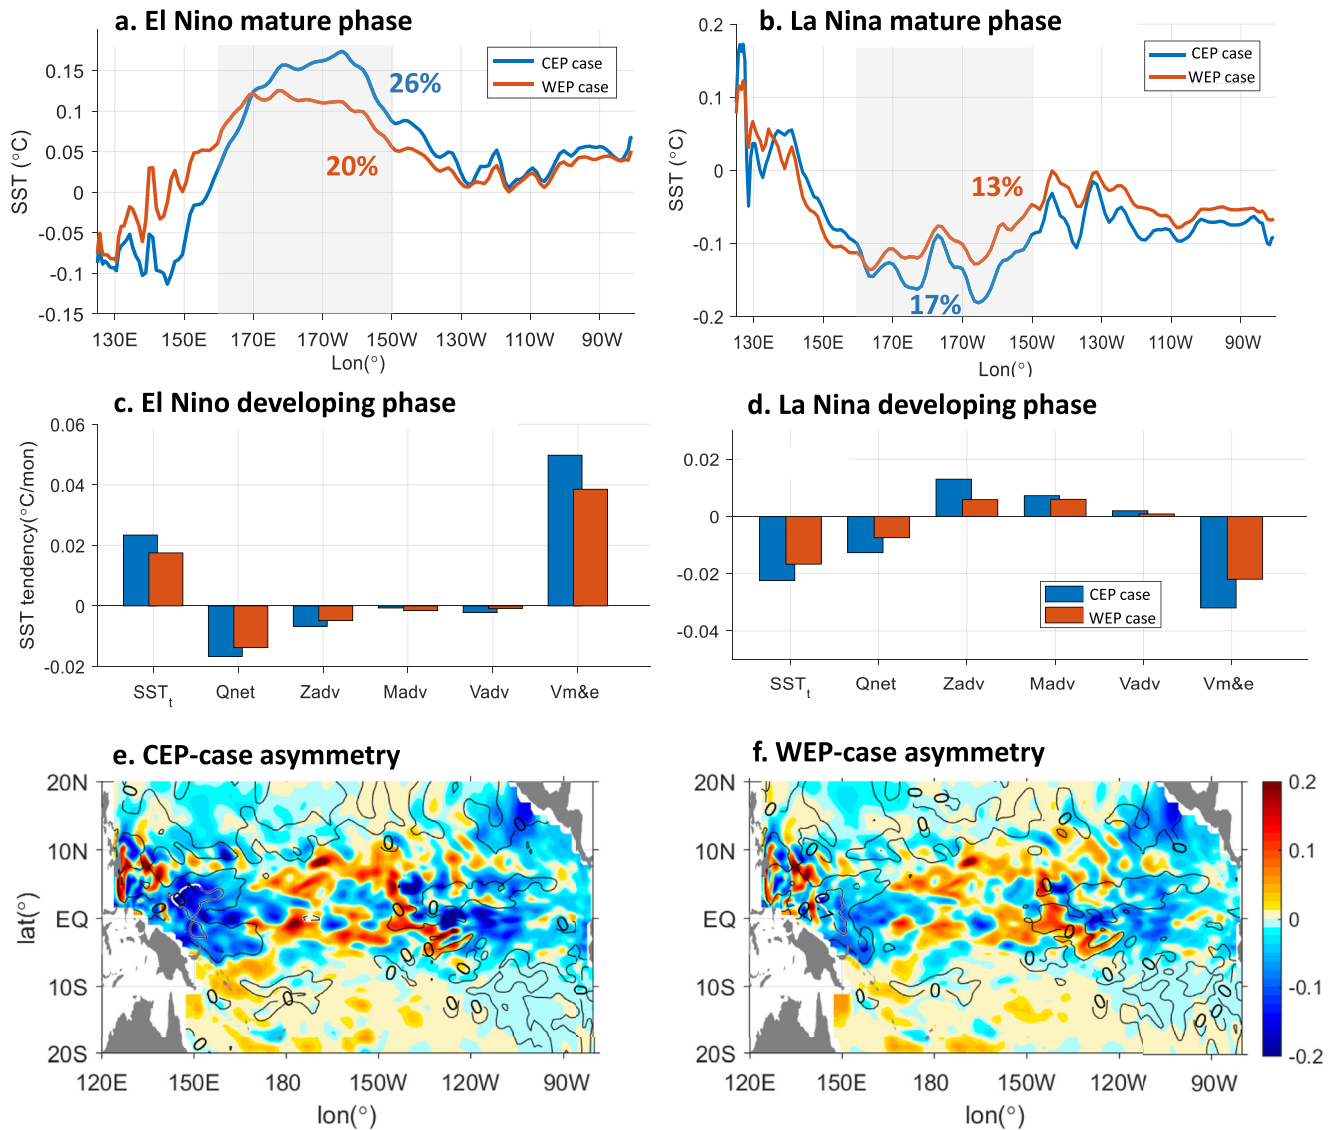 a. El Nino mature phase
SST (°C)
0.15
0.1
0.05
0
-0.05
-0.1
-0.15
26%
20%
CEP case
WEP case
130E 150E 170E 170W 150W 130W 110W 90W
Lon(°)
b. La Nina mature phase
SST (°C)
0.2
0.1
0
-0.1
-0.2
13%
17%
CEP case
WEP case
130E 150E 170E 170W 150W 130W 110W 90W
Lon(°)
c. El Nino developing phase
SST tendency(°C/mon)
0.06
0.04
0.02
0
-0.02
SSTt Qnet Zadv Madv Vadv Vm&e
d. La Nina developing phase
0.02
0
-0.02
-0.04
CEP case
WEP case
SSTt Qnet Zadv Madv Vadv Vm&e
e. CEP-case asymmetry
lat(°)
20N
10N
EQ
10S
20S
120E 150E 180 150W 120W 90W
lon(°)
f. WEP-case asymmetry
20N
10N
EQ
10S
20S
120E 150E 180 150W 120W 90W
lon(°)
0.2
0.1
0
-0.1
-0.2